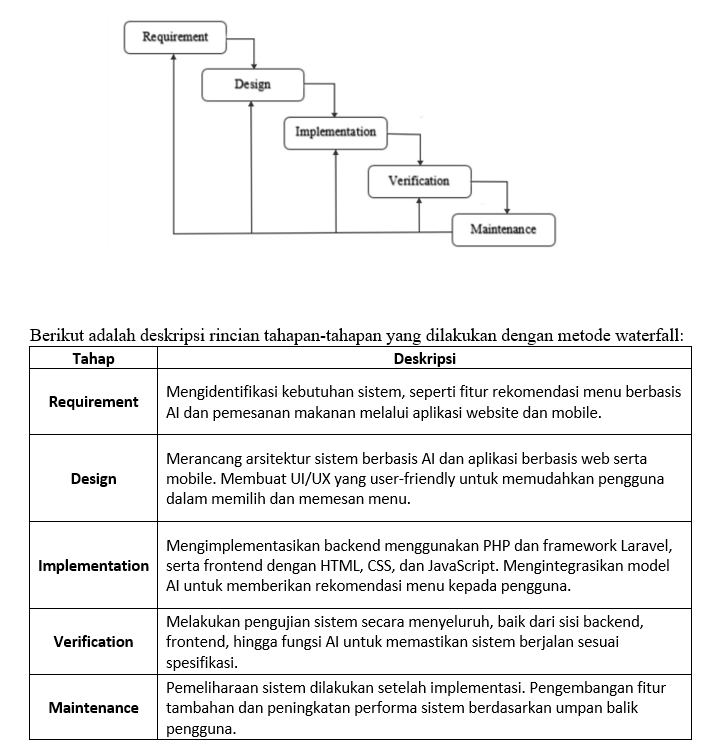 Requirement
Design
Implementation
Verification
Maintenance
Berikut adalah deskripsi rincian tahapan-tahapan yang dilakukan dengan metode waterfall:
Tahap
Deskripsi
Requirement
Mengidentifikasi kebutuhan sistem, seperti fitur rekomendasi menu berbasis
AI dan pemesanan makanan melalui aplikasi website dan mobile.
Design
Merancang arsitektur sistem berbasis AI dan aplikasi berbasis web serta
mobile. Membuat UI/UX yang user-friendly untuk memudahkan pengguna
dalam memilih dan memesan menu.
Implementation
Mengimplementasikan backend menggunakan PHP dan framework Laravel,
serta frontend dengan HTML, CSS, dan JavaScript. Mengintegrasikan model
AI untuk memberikan rekomendasi menu kepada pengguna.
Verification
Melakukan pengujian sistem secara menyeluruh, baik dari sisi backend,
frontend, hingga fungsi AI untuk memastikan sistem berjalan sesuai
spesifikasi.
Maintenance
Pemeliharaan sistem dilakukan setelah implementasi. Pengembangan fitur
tambahan dan peningkatan performa sistem berdasarkan umpan balik
pengguna.